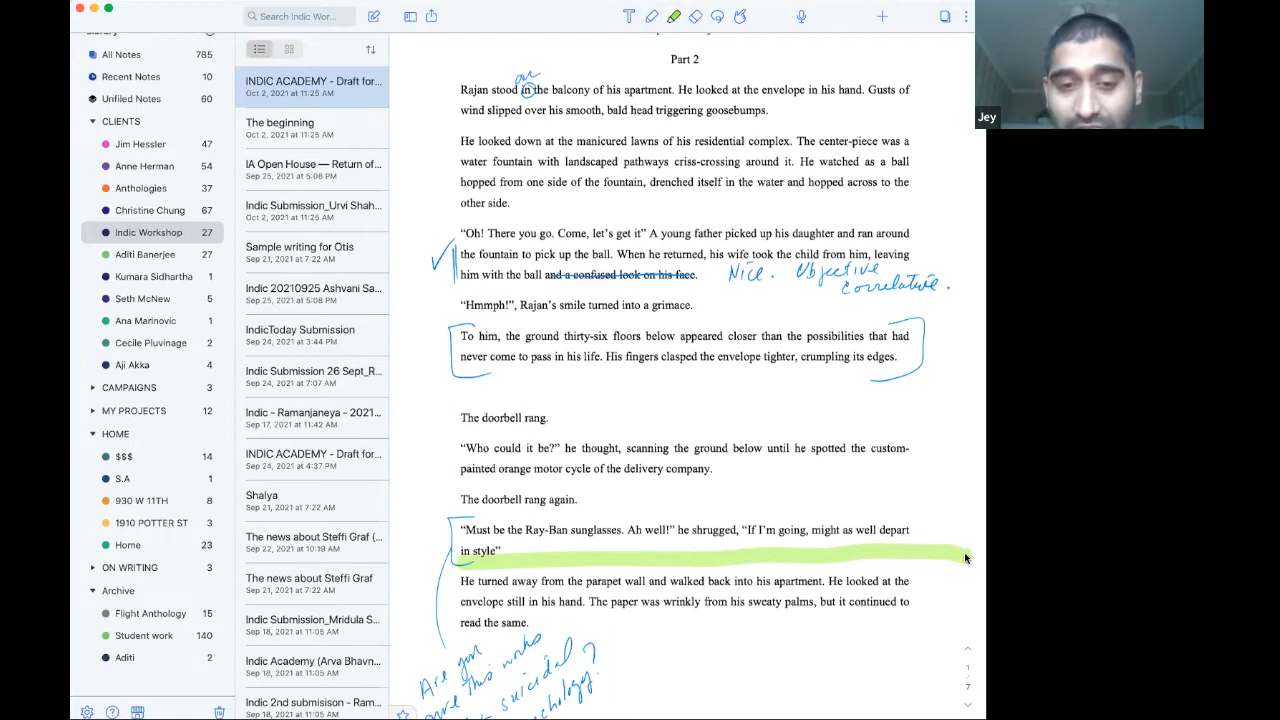 Search Indic Wor...
Library
All Notes 785
Recent Notes 10
Unfiled Notes 60
CLIENTS
Jim Hessler 47
Anne Herman 54
Anthologies 37
Christine Chung 67
Indic Workshop 27
Aditi Banerjee 27
Kumara Sidhartha 1
Seth McNew 5
Ana Marinovic 1
Cecile Pluvinage 2
Aji Akka 4
CAMPAIGNS 3
MY PROJECTS 12
HOME
$$$ 14
S.A 1
930 W 11TH 8
1910 POTTER ST 3
Home 23
ON WRITING 3
Archive
Flight Anthology 15
Student work 140
Aditi 2
INDIC ACADEMY - Draft for...
Oct 2, 2021 at 11:25 AM
The beginning
Oct 2, 2021 at 11:25 AM
IA Open House — Return of...
Sep 25, 2021 at 5:08 PM
Indic Submission_Urvi Shah...
Oct 2, 2021 at 11:25 AM
Sample writing for Otis
Sep 21, 2021 at 7:22 AM
Indic 20210925 Ashvani Sa...
Sep 25, 2021 at 5:08 PM
IndicToday Submission
Sep 24, 2021 at 3:44 PM
Indic Submission 26 Sept_R...
Sep 24, 2021 at 7:07 AM
Indic - Ramanjaneya - 2021...
Sep 17, 2021 at 11:42 AM
INDIC ACADEMY - Draft for...
Sep 24, 2021 at 4:37 PM
Shalya
Sep 21, 2021 at 7:22 AM
The news about Steffi Graf (...
Sep 22, 2021 at 10:19 AM
The news about Steffi Graf
Sep 21, 2021 at 7:22 AM
Indic Submission_Mridula S...
Sep 18, 2021 at 11:05 AM
Indic Academy (Arva Bhavn...
Sep 18, 2021 at 11:05 AM
Indic 2nd submisison - Ram...
Sep 18, 2021 at 11:05 AM
Part 2
on
Rajan stood in the balcony of his apartment. He looked at the envelope in his hand. Gusts of
wind slipped over his smooth, bald head triggering goosebumps.
He looked down at the manicured lawns of his residential complex. The center-piece was a
water fountain with landscaped pathways criss-crossing around it. He watched as a ball
hopped from one side of the fountain, drenched itself in the water and hopped across to the
other side.
“Oh! There you go. Come, let’s get it” A young father picked up his daughter and ran around
the fountain to pick up the ball. When he returned, his wife took the child from him, leaving
him with the ball and a confused look on his face.
Nice. Objective
correlative.
“Hmmph!”, Rajan’s smile turned into a grimace.
To him, the ground thirty-six floors below appeared closer than the possibilities that had
never come to pass in his life. His fingers clasped the envelope tighter, crumpling its edges.
The doorbell rang.
“Who could it be?” he thought, scanning the ground below until he spotted the custom-
painted orange motor cycle of the delivery company.
The doorbell rang again.
“Must be the Ray-Ban sunglasses. Ah well!” he shrugged, “If I’m going, might as well depart
in style”
He turned away from the parapet wall and walked back into his apartment. He looked at the
envelope still in his hand. The paper was wrinkly from his sweaty palms, but it continued to
read the same.
Are you
this works
suicidal
?
1
7
Jey